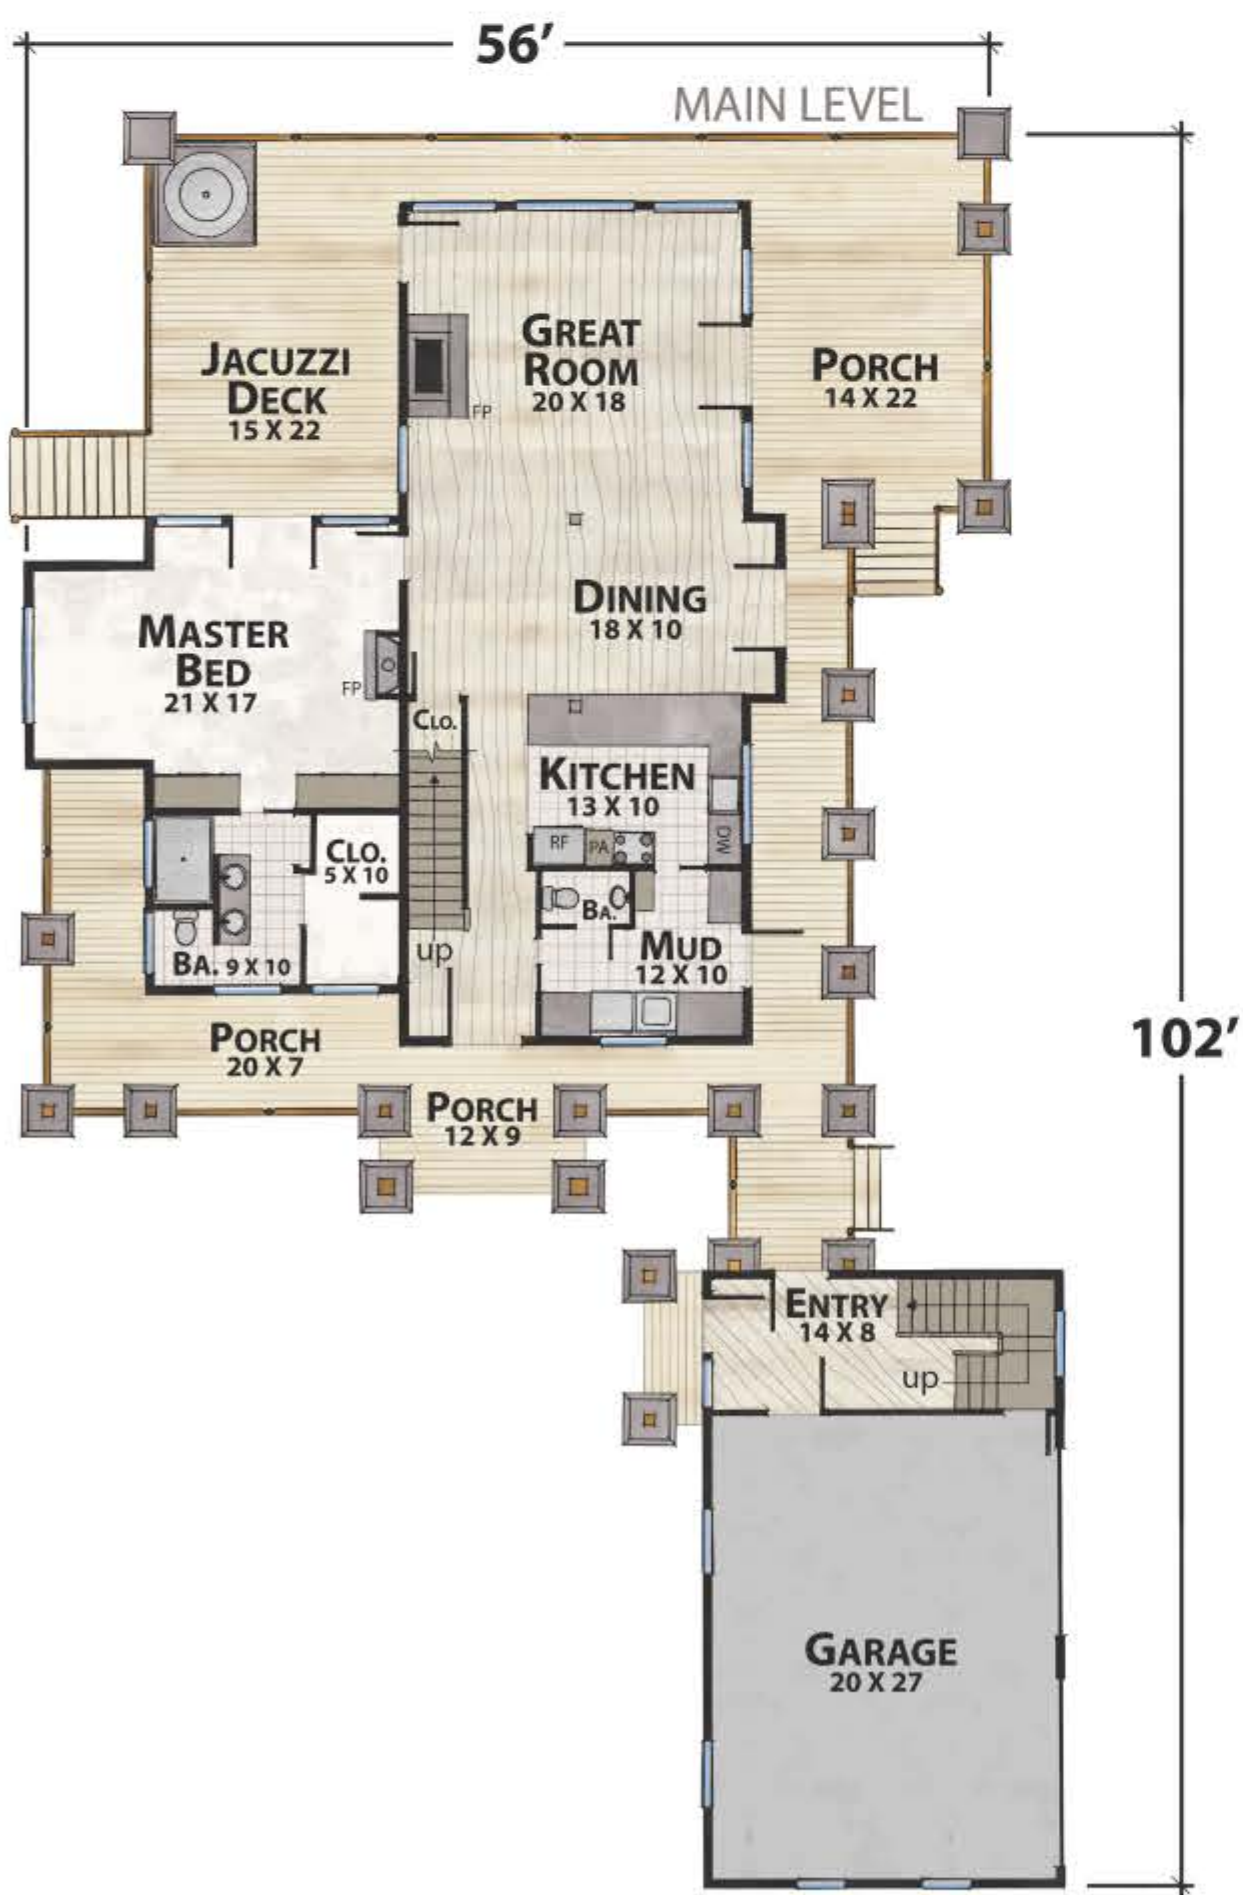 56'
MAIN LEVEL
GREAT
ROOM
20 X 18
JACUZZI
DECK
15 X 22
PORCH
14 X 22
FP
DINING
18 X 10
MASTER
BED
21 X 17
FP
CLO.
KITCHEN
13 X 10
RF
PA
DW
CLO.
5 X 10
BA.
up
MUD
12 X 10
BA. 9 X 10
PORCH
20 X 7
102'
PORCH
12 X 9
ENTRY
14 X 8
up
GARAGE
20 X 27